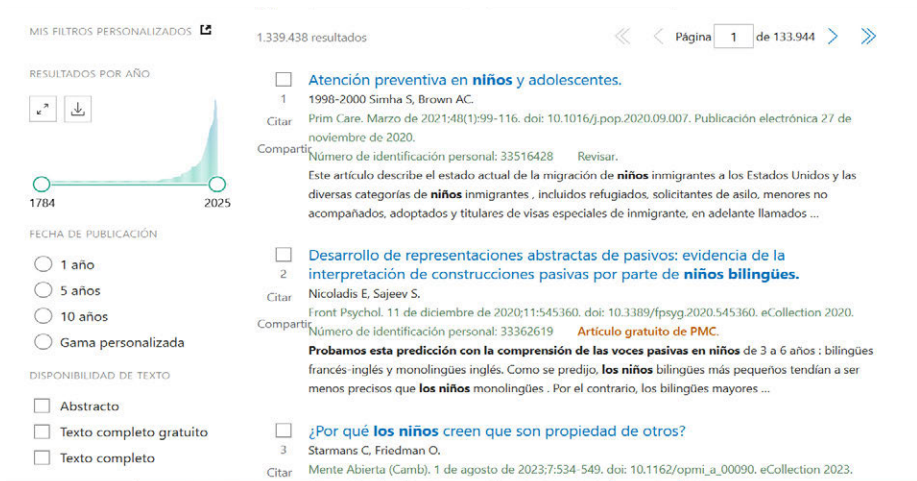 MIS FILTROS PERSONALIZADOS
RESULTADOS POR AÑO
1784 2025
FECHA DE PUBLICACIÓN
1 año
5 años
10 años
Gama personalizada
DISPONIBILIDAD DE TEXTO
Abstracto
Texto completo gratuito
Texto completo
1.339.438 resultados
Página 1 de 133.944
Atención preventiva en niños y adolescentes.
1
1998-2000 Simha S, Brown AC.
Citar
Prim Care. Marzo de 2021;48(1):99-116. doi: 10.1016/j.pop.2020.09.007. Publicación electrónica 27 de
noviembre de 2020.
Compartir
Número de identificación personal: 33516428 Revisar.
Este artículo describe el estado actual de la migración de niños inmigrantes a los Estados Unidos y las
diversas categorías de niños inmigrantes , incluidos refugiados, solicitantes de asilo, menores no
acompañados, adoptados y titulares de visas especiales de inmigrante, en adelante llamados ...
Desarrollo de representaciones abstractas de pasivos: evidencia de la
2
interpretación de construcciones pasivas por parte de niños bilingües.
Nicoladis E, Sajeev S.
Citar
Front Psychol. 11 de diciembre de 2020;11:545360. doi: 10.3389/fpsyg.2020.545360. eCollection 2020.
Compartir
Número de identificación personal: 33362619 Artículo gratuito de PMC.
Probamos esta predicción con la comprensión de las voces pasivas en niños de 3 a 6 años : bilingües
francés-inglés y monolingües inglés. Como se predijo, los niños bilingües más pequeños tendían a ser
menos precisos que los niños monolingües . Por el contrario, los bilingües mayores ...
¿Por qué los niños creen que son propiedad de otros?
3
Starmans C, Friedman O.
Citar
Mente Abierta (Camb). 1 de agosto de 2023;7:534-549. doi: 10.1162/opmi_a_00090. eCollection 2023.